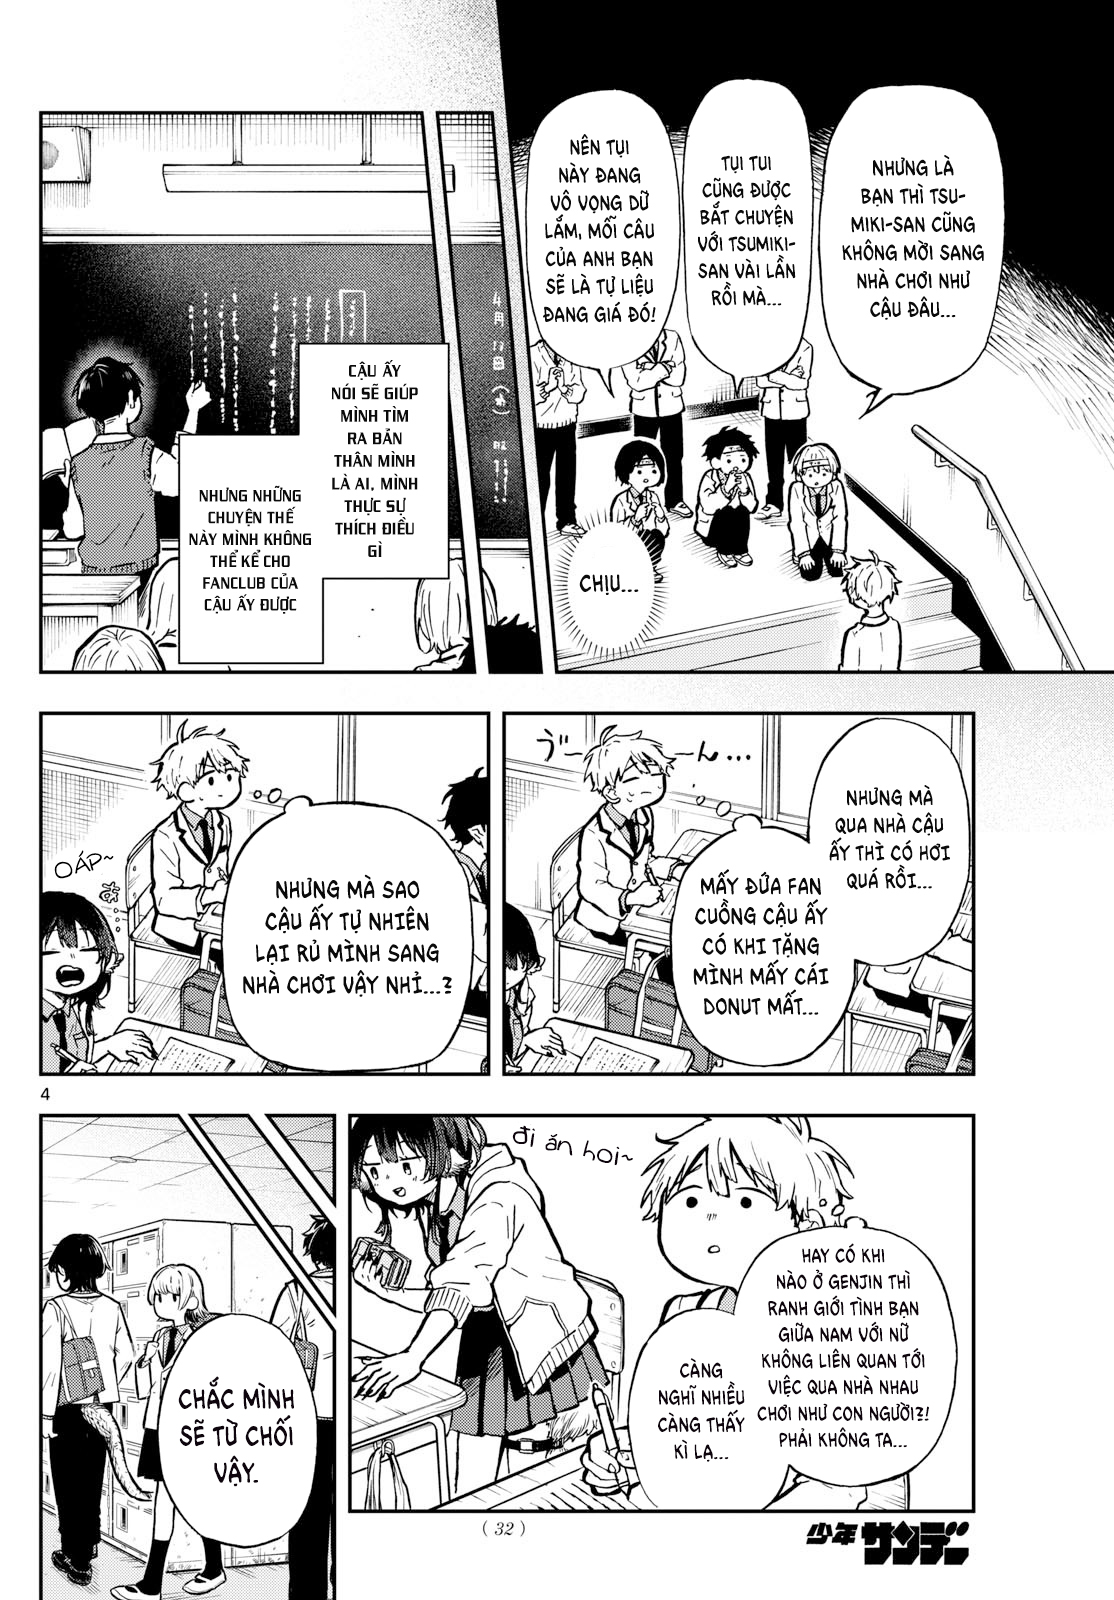 NHƯNG LÀ
BẠN THÌ TSU-
MIKI-SAN CŨNG
KHÔNG MỜI SANG
NHÀ CHƠI NHƯ
CẬU ĐÂU...
TỤI TUI
CŨNG ĐƯỢC
BẮT CHUYỆN
VỚI TSUMIKI-
SAN VÀI LẦN
RỒI MÀ...
NÊN TỤI
NÀY ĐANG
VÔ VỌNG DỮ
LẮM, MỖI CÂU
CỦA ANH BẠN
SẼ LÀ TỰ LIỆU
ĐANG GIÁ ĐÓ!
CHỊU...
4月
CẬU ẤY
NÓI SẼ GIÚP
MÌNH TÌM
RA BẢN
THÂN MÌNH
LÀ AI, MÌNH
THỰC SỰ
THÍCH ĐIỀU
GÌ
NHƯNG NHỮNG
CHUYỆN THẾ
NÀY MÌNH KHÔNG
THỂ KỂ CHO
FANCLUB CỦA
CẬU ẤY ĐƯỢC
ヴーーん...
NHƯNG MÀ
QUA NHÀ CẬU
ẤY THÌ CÓ HƠI
QUÁ RỒI...
MẤY ĐỨA FAN
CUỒNG CẬU ẤY
CÓ KHI TẶNG
MÌNH MẤY CÁI
DONUT MẤT...
OÁP~
NHƯNG MÀ SAO
CẬU ẤY TỰ NHIÊN
LẠI RỦ MÌNH SANG
NHÀ CHƠI VẬY NHỈ...?
4
đi ăn hoi~
HAY CÓ KHI
NÀO Ở GENJIN THÌ
RANH GIỚI TÌNH BẠN
GIỮA NAM VỚI NỮ
KHÔNG LIÊN QUAN TỚI
VIỆC QUA NHÀ NHAU
CHƠI NHƯ CON NGƯỜI?!
PHẢI KHÔNG TA...
CÀNG
NGHĨ NHIỀU
CÀNG THẤY
KÌ LẠ...
CHẮC MÌNH
SẼ TỪ CHỐI
VẬY.
(32)
少年サンデー